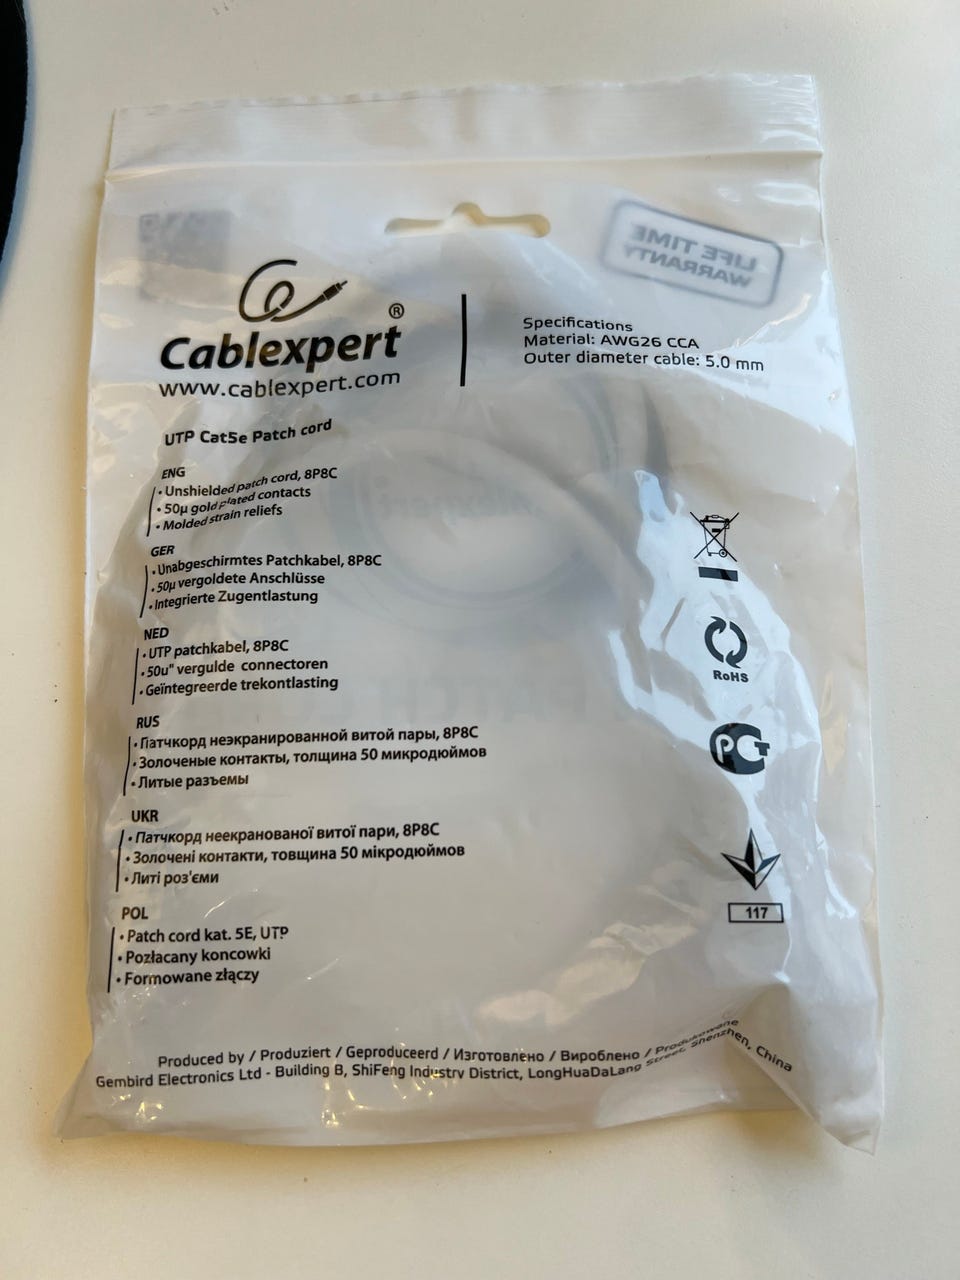 LIFE TIME
WARRANTY
Cablexpert®
www.cablexpert.com
Specifications
Material: AWG26 CCA
Outer diameter cable: 5.0 mm
UTP Cat5e Patch cord
ENG
• Unshielded patch cord, 8P8C
• 50µ gold plated contacts
• Molded strain reliefs
GER
• Unabgeschirmtes Patchkabel, 8P8C
• 50µ vergoldete Anschlüsse
• Integrierte Zugentlastung
NED
• UTP patchkabel, 8P8C
• 50u" vergulde connectoren
• Geïntegreerde trekontlasting
RUS
• Патчкорд неэкранированной витой пары, 8P8C
• Золоченые контакты, толщина 50 микродюймов
• Литые разъемы
UKR
• Патчкорд неекранованої витої пари, 8P8C
• Золочені контакти, товщина 50 мікродюймов
• Литі роз'єми
POL
• Patch cord kat. 5E, UTP
• Pozłacany koncowki
• Formowane złączy
RoHS
РСТ
117
Produced by / Produziert / Geproduceerd / Изготовлено / Вироблено / Produkowane
Gembird Electronics Ltd - Building B, ShiFeng Industry District, LongHuaDaLang Street, Shenzhen, China